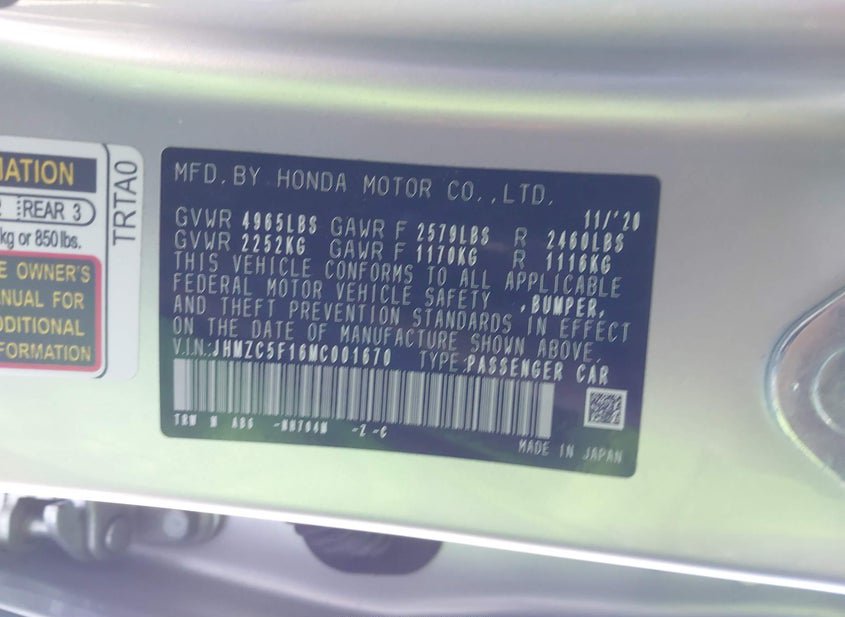 MATION
2 REAR 3
kg or 850 lbs.
E OWNER'S
NUAL FOR
DDITIONAL
FORMATION
TRTA0
MFD. BY HONDA MOTOR CO.,LTD.
11/'20
GVWR 4965LBS GAWR F 2579LBS R 2460LBS
GVWR 2252KG GAWR F 1170KG R 1116KG
THIS VEHICLE CONFORMS TO ALL APPLICABLE
FEDERAL MOTOR VEHICLE SAFETY ,BUMPER,
AND THEFT PREVENTION STANDARDS IN EFFECT
ON THE DATE OF MANUFACTURE SHOWN ABOVE.
V.I.N:JHMZC5F16MC001670 TYPE:PASSENGER CAR
-Z -C
MADE IN JAPAN